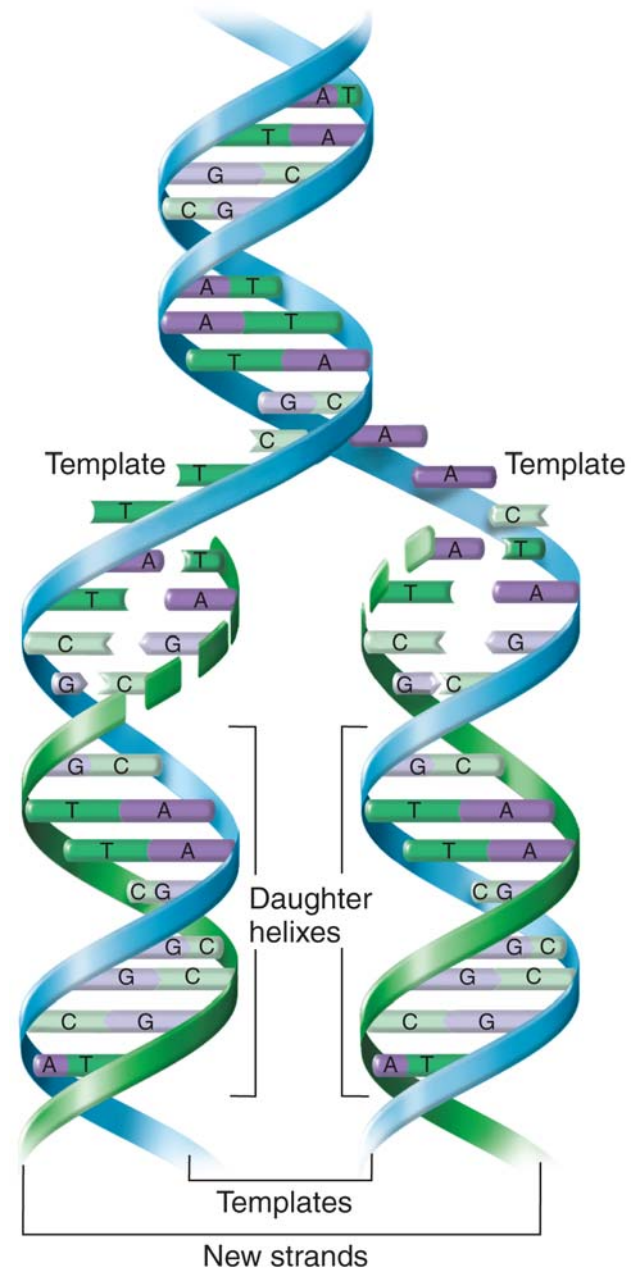 A T
T A
G C
C G
A T
A T
T A
G C
C A
Template T A Template
T C
A T A
T A T A
C G C G
G C G C
G C G C
T A T A
T A T A
C G C G
Daughter
helixes
G C G C
G C G C
C G C G
A T A T
Templates
New strands